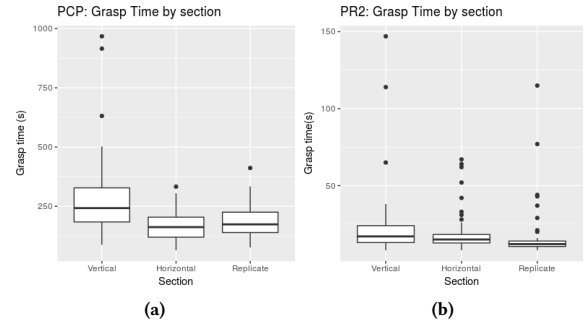 PCP: Grasp Time by section
1000
750
500
250
Grasp time (s)
Vertical
Horizontal
Replicate
Section
(a)
PR2: Grasp Time by section
150
100
50
Grasp time(s)
Vertical
Horizontal
Replicate
Section
(b)